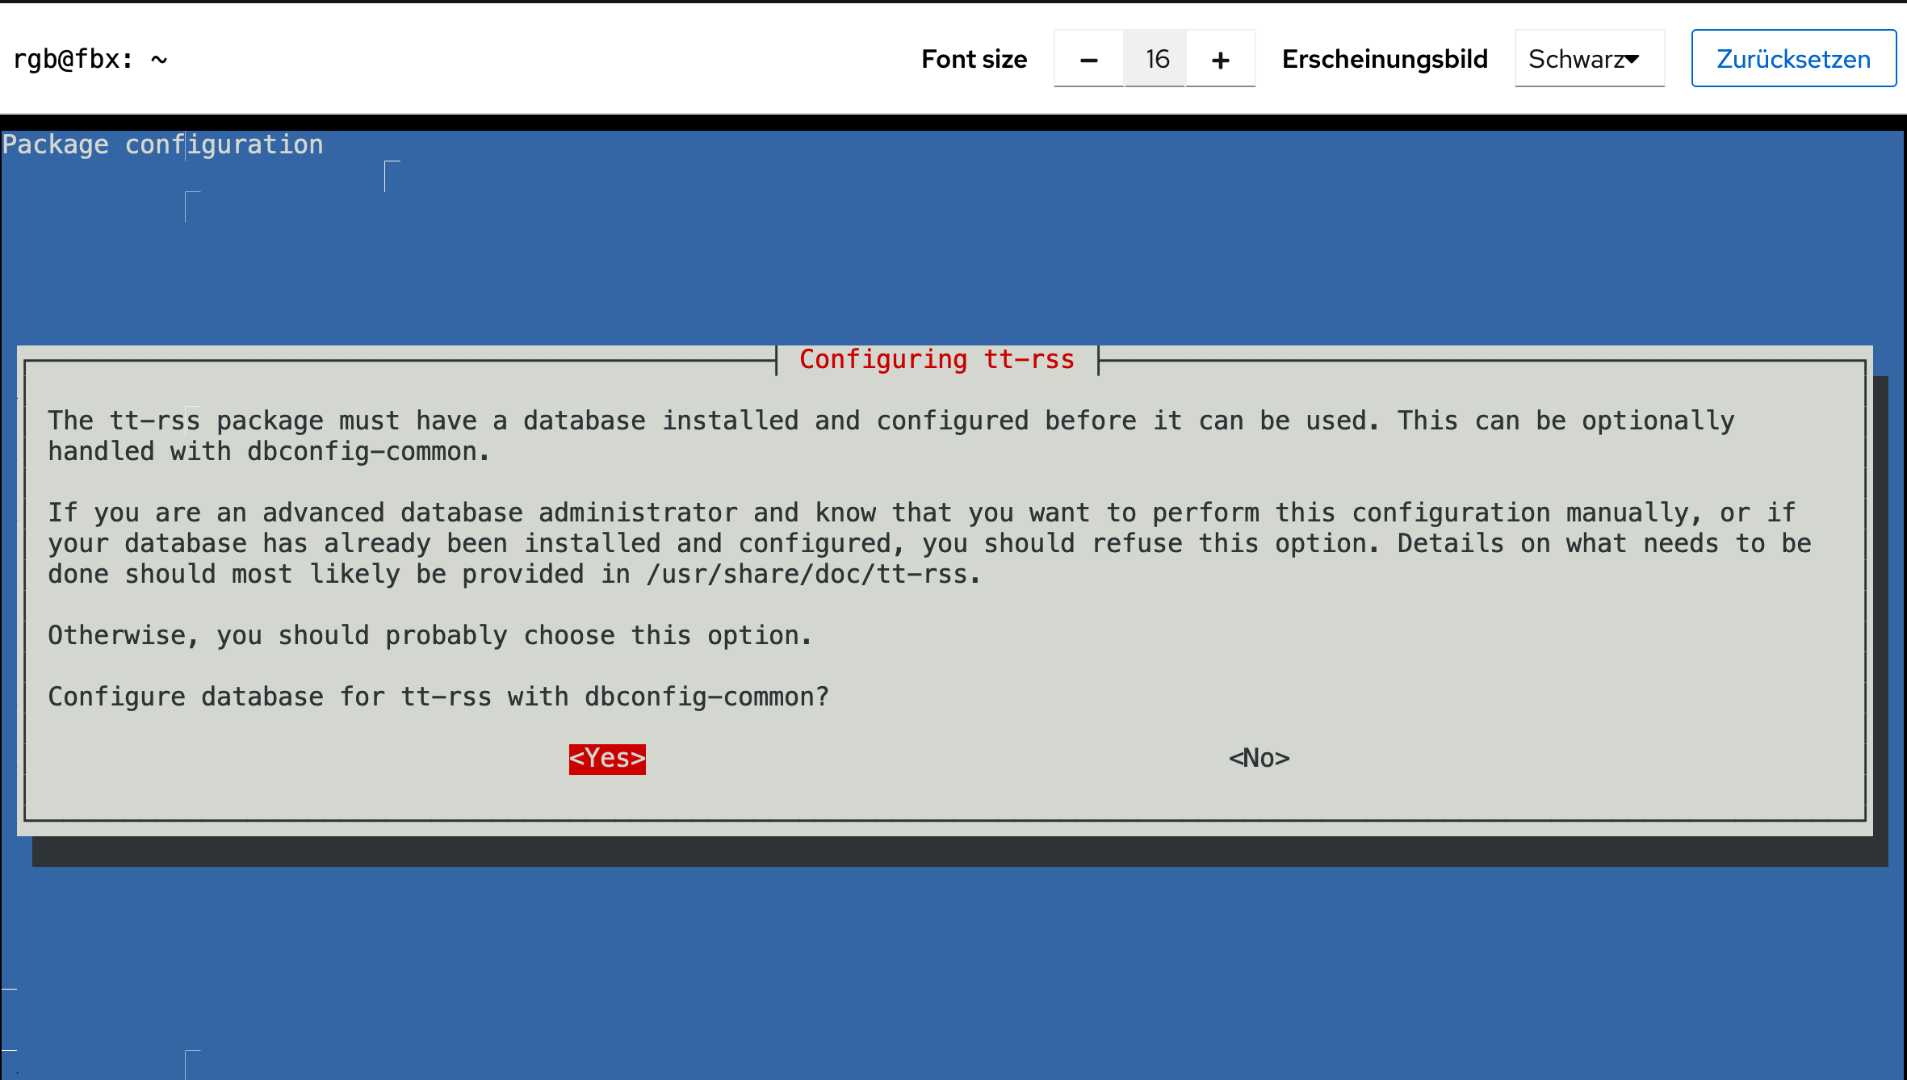 rgb@fbx: ~
Font size
−
16
+
Erscheinungsbild
Schwarz
Zurücksetzen
Package configuration
Configuring tt-rss
The tt-rss package must have a database installed and configured before it can be used. This can be optionally
handled with dbconfig-common.
If you are an advanced database administrator and know that you want to perform this configuration manually, or if
your database has already been installed and configured, you should refuse this option. Details on what needs to be
done should most likely be provided in /usr/share/doc/tt-rss.
Otherwise, you should probably choose this option.
Configure database for tt-rss with dbconfig-common?
<Yes>
<No>